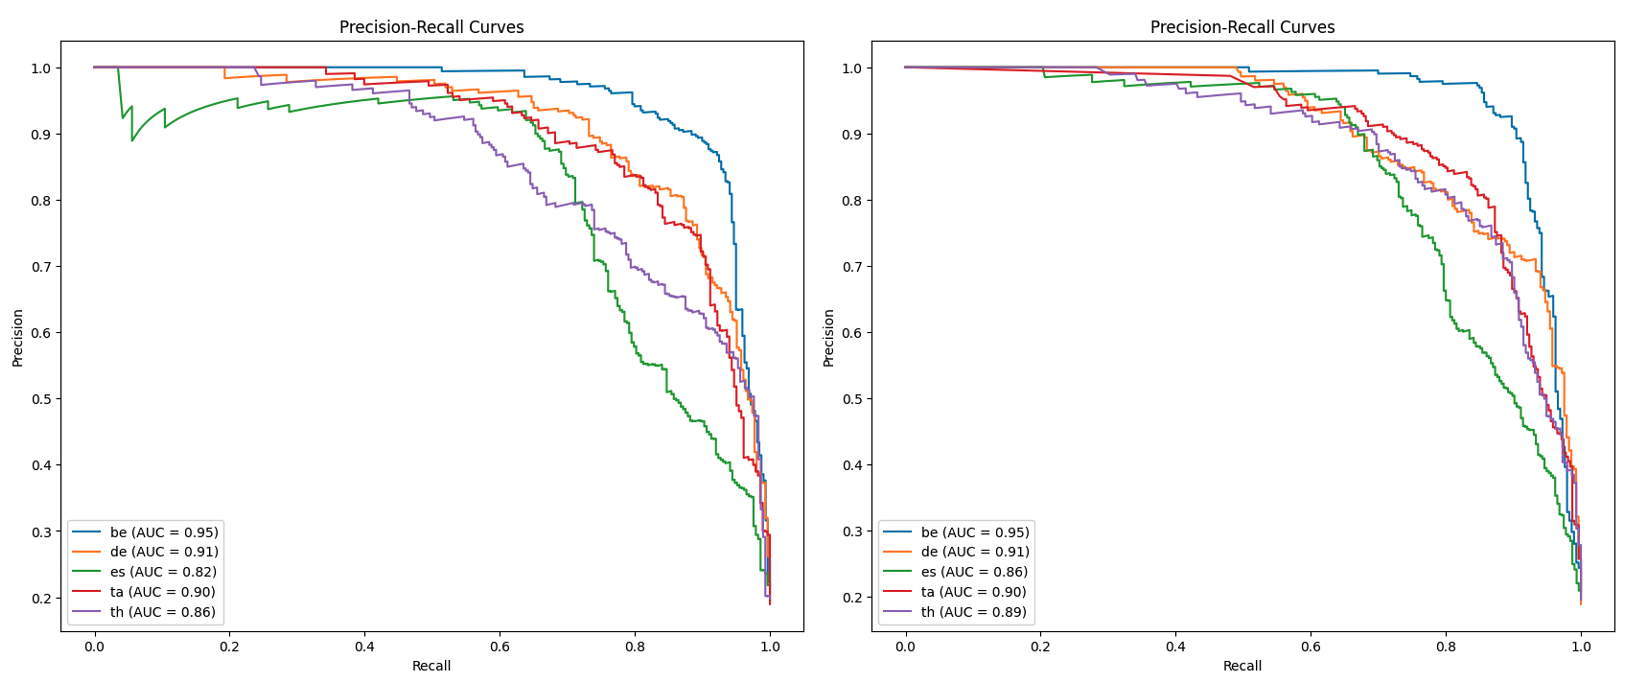 Precision-Recall Curves
Precision
1.0
0.9
0.8
0.7
0.6
0.5
0.4
0.3
0.2
be (AUC = 0.95)
de (AUC = 0.91)
es (AUC = 0.82)
ta (AUC = 0.90)
th (AUC = 0.86)
0.0 0.2 0.4 0.6 0.8 1.0
Recall
Precision-Recall Curves
Precision
1.0
0.9
0.8
0.7
0.6
0.5
0.4
0.3
0.2
be (AUC = 0.95)
de (AUC = 0.91)
es (AUC = 0.86)
ta (AUC = 0.90)
th (AUC = 0.89)
0.0 0.2 0.4 0.6 0.8 1.0
Recall